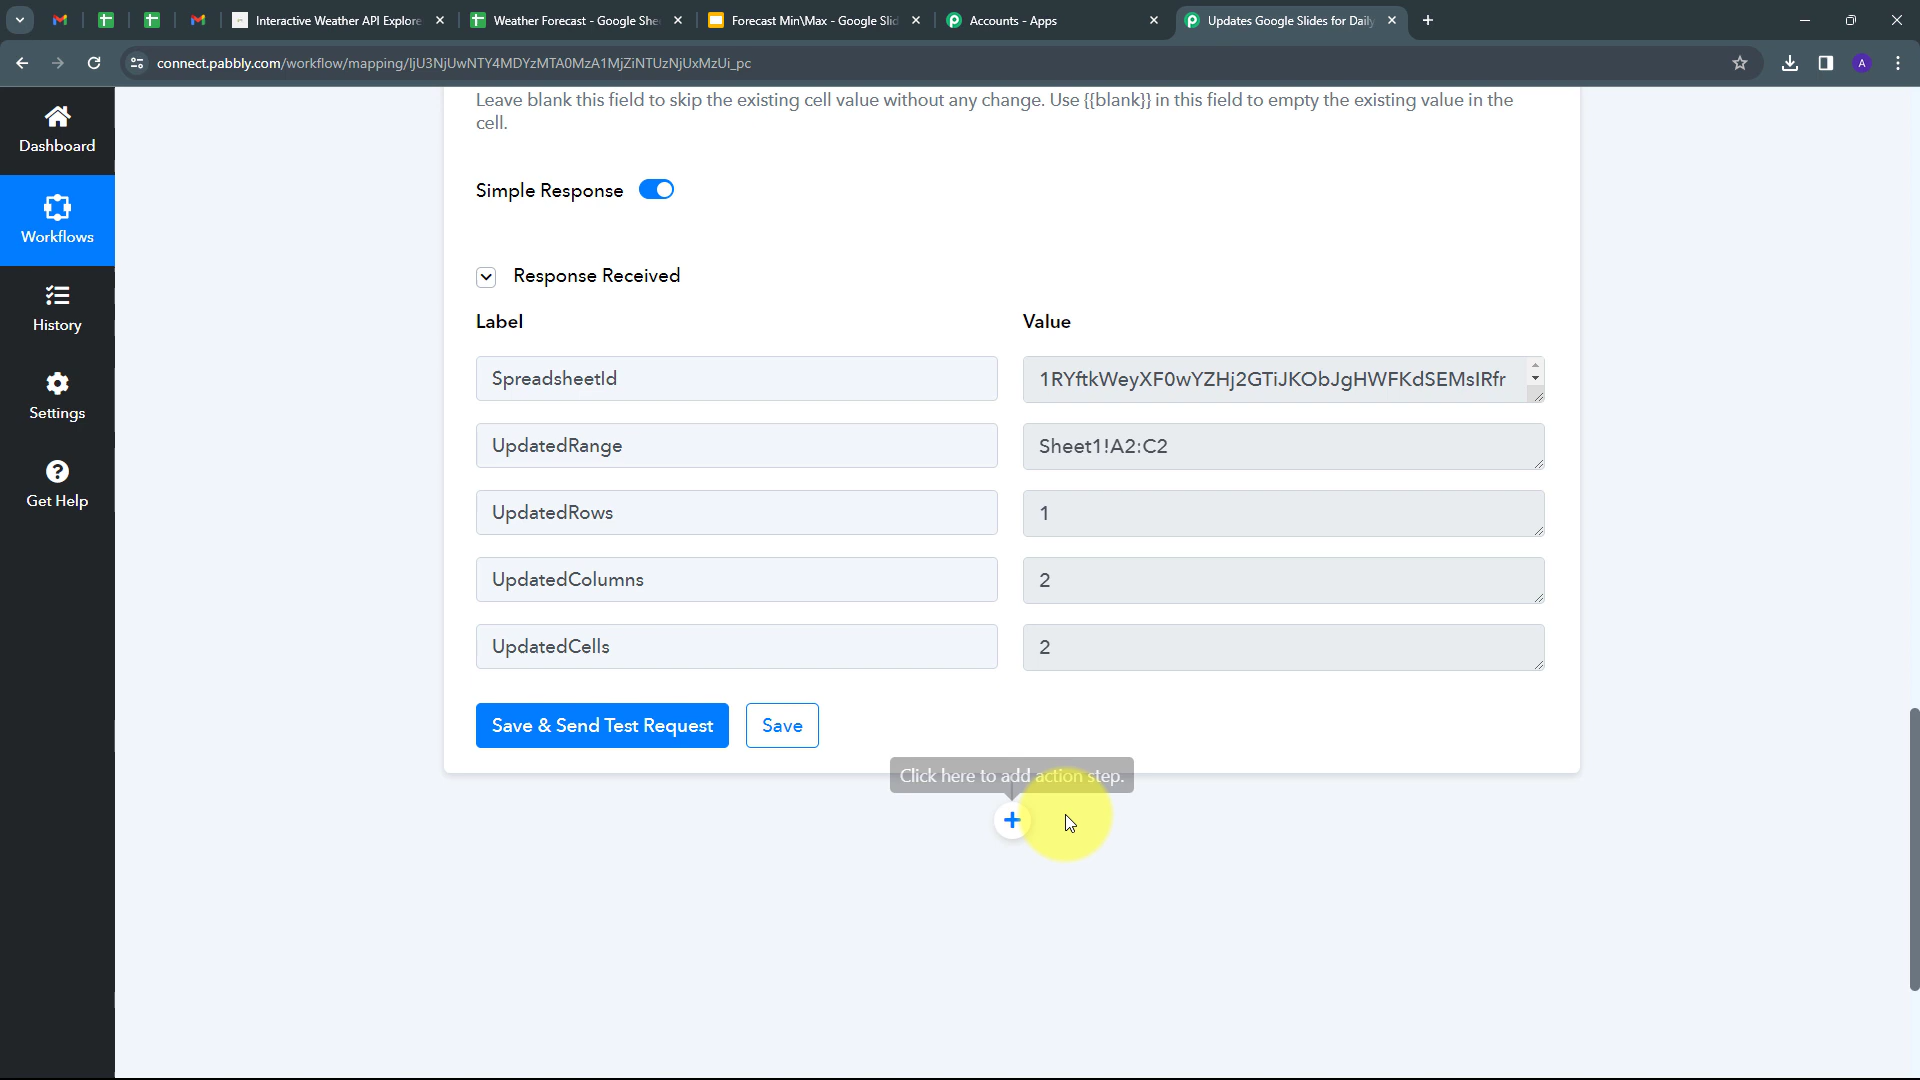 Interactive Weather API Explore
Weather Forecast - Google She
Forecast Min\Max - Google Slid
Accounts - Apps
Updates Google Slides for Daily
connect.pabbly.com/workflow/mapping/IjU3NjUwNTY4MDYzMTA0MzA1MjZiNTUzNjUxMzUi_pc
A
Dashboard
Workflows
History
Settings
Get Help
Leave blank this field to skip the existing cell value without any change. Use {{blank}} in this field to empty the existing value in the
cell.
Simple Response
Response Received
Label Value
SpreadsheetId 1RYftkWeyXF0wYZHj2GTiJKObJgHWFKdSEMsIRfr
UpdatedRange Sheet1!A2:C2
UpdatedRows 1
UpdatedColumns 2
UpdatedCells 2
Save & Send Test Request Save
Click here to add action step.